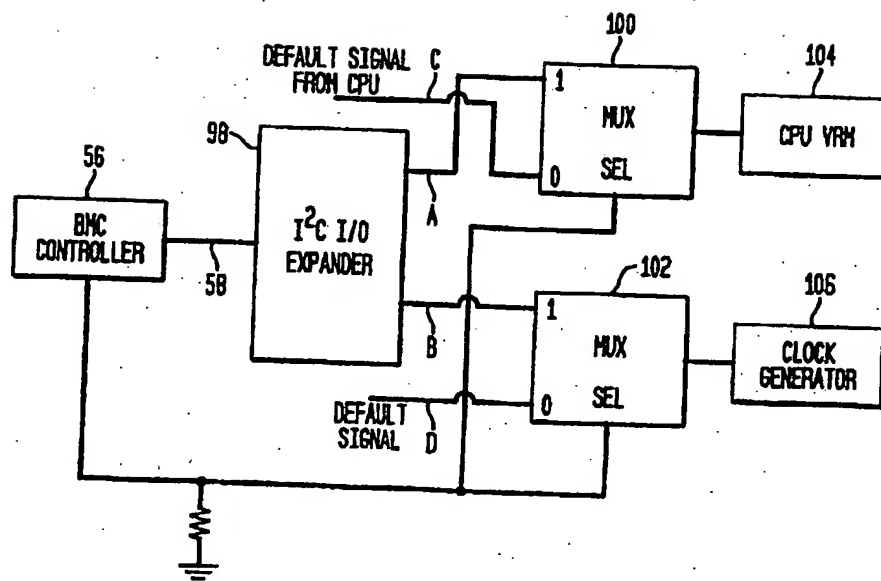 100
DEFAULT SIGNAL C
FROM CPU
104
1
MUX
CPU VRM
98
56
0
SEL
BMC
CONTROLLER
I²C I/O
EXPANDER
A
58
102
106
B
1
MUX
CLOCK
GENERATOR
0
SEL
DEFAULT
SIGNAL
D